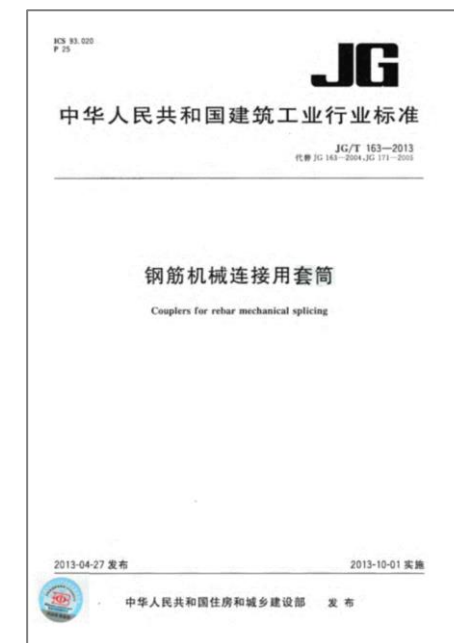 ICS 93.020
P 25
JG
中华人民共和国建筑工业行业标准
JG/T 163—2013
代替 JG 163—2004,JG 171—2005
钢筋机械连接用套筒
Couplers for rebar mechanical splicing
2013-04-27 发布
2013-10-01 实施
中华人民共和国住房和城乡建设部 发 布